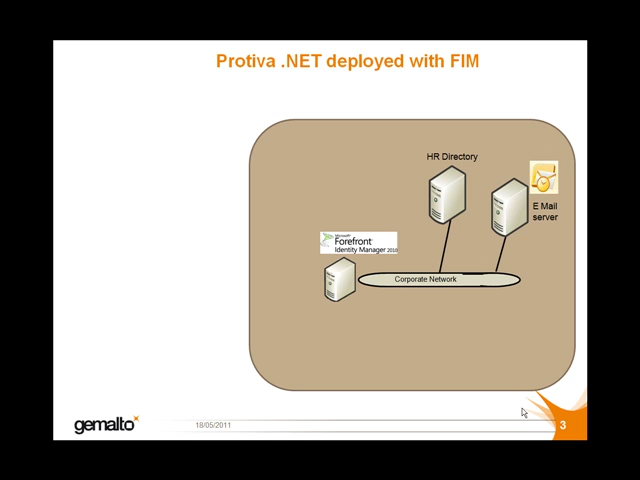 Protiva .NET deployed with FIM
HR Directory
E Mail
server
Microsoft
Forefront
Identity Manager 2010
Corporate Network
gemalto
18/05/2011
3